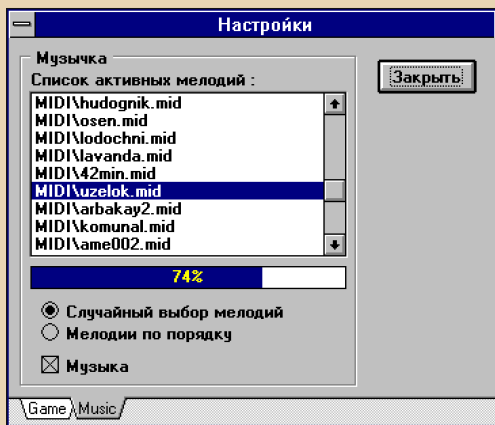 Настройки
Музычка
Список активных мелодий :
Закрыть
MIDI\hudognik.mid
MIDI\osen.mid
MIDI\lodochni.mid
MIDI\lavanda.mid
MIDI\42min.mid
MIDI\uzelok.mid
MIDI\arbakay2.mid
MIDI\komunal.mid
MIDI\ame002.mid
74%
Случайный выбор мелодий
Мелодии по порядку
Музыка
Game Music